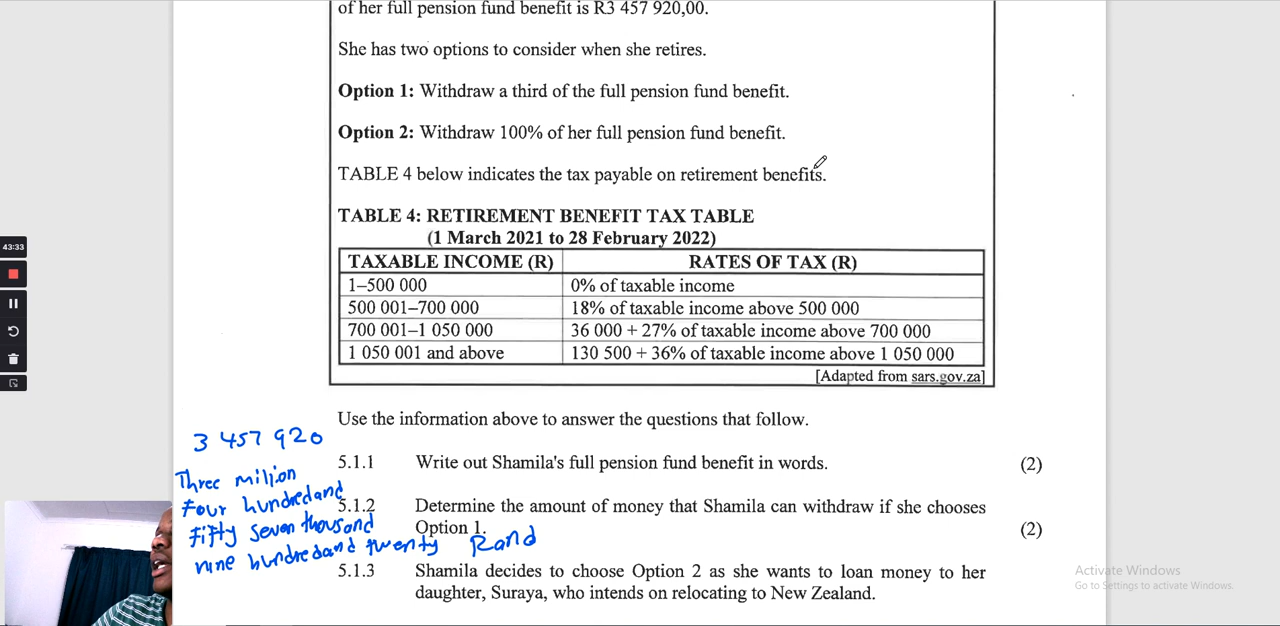 of her full pension fund benefit is R3 457 920,00.
She has two options to consider when she retires.
Option 1: Withdraw a third of the full pension fund benefit.
Option 2: Withdraw 100% of her full pension fund benefit.
TABLE 4 below indicates the tax payable on retirement benefits.
TABLE 4: RETIREMENT BENEFIT TAX TABLE
(1 March 2021 to 28 February 2022)
TAXABLE INCOME (R) RATES OF TAX (R)
1–500 000 0% of taxable income
500 001–700 000 18% of taxable income above 500 000
700 001–1 050 000 36 000 + 27% of taxable income above 700 000
1 050 001 and above 130 500 + 36% of taxable income above 1 050 000
[Adapted from sars.gov.za]
Use the information above to answer the questions that follow.
3 457 920
5.1.1 Write out Shamila's full pension fund benefit in words. (2)
Three million
four hundred and
fifty seven thousand
nine hundred and twenty Rand
5.1.2 Determine the amount of money that Shamila can withdraw if she chooses
Option 1. (2)
5.1.3 Shamila decides to choose Option 2 as she wants to loan money to her
daughter, Suraya, who intends on relocating to New Zealand.
43:33
Activate Windows
Go to Settings to activate Windows.